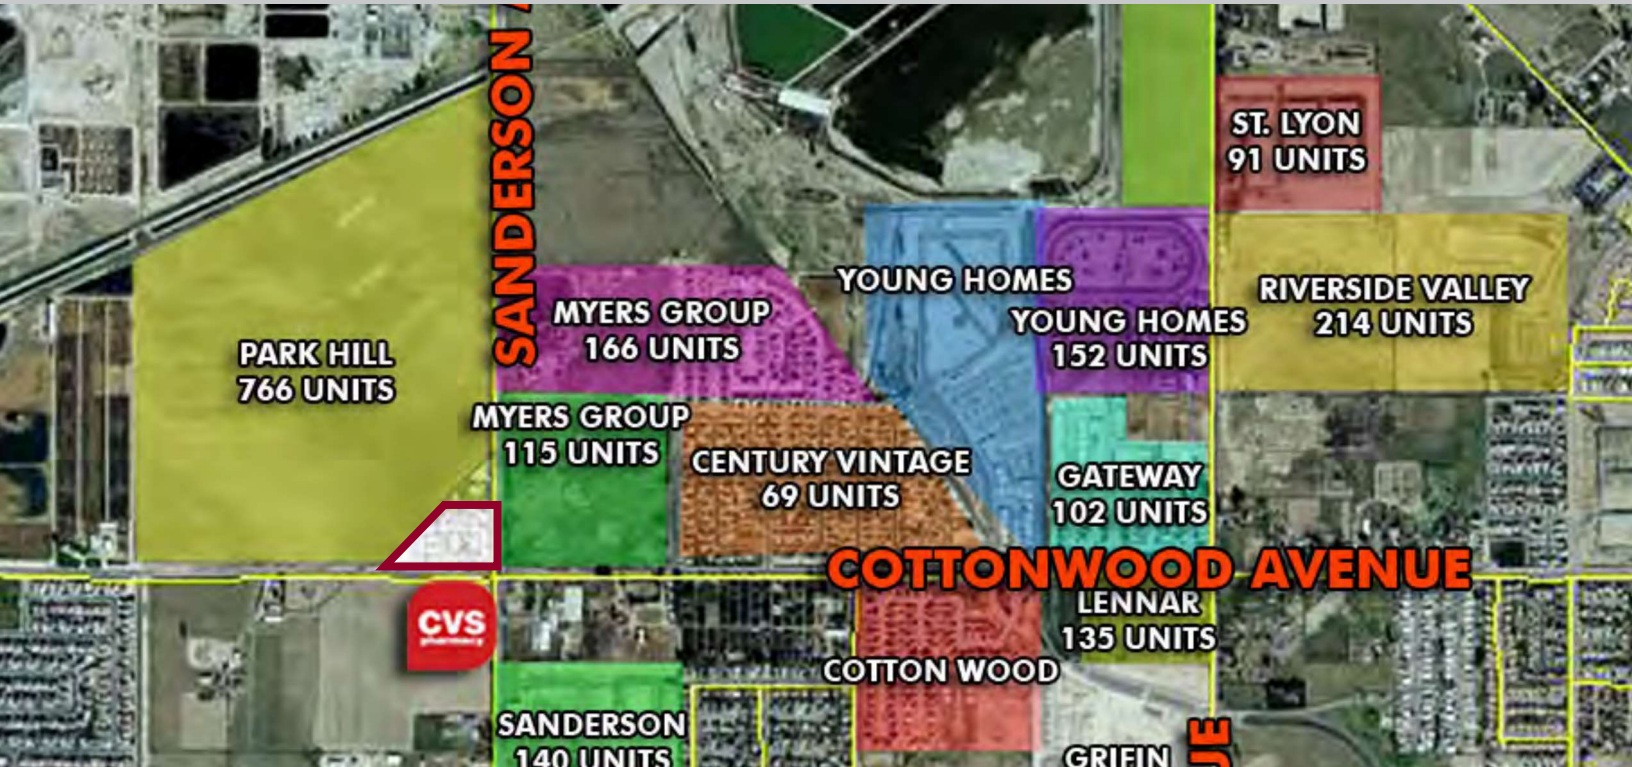 SANDERSON
ST. LYON
91 UNITS
YOUNG HOMES
RIVERSIDE VALLEY
214 UNITS
MYERS GROUP
166 UNITS
YOUNG HOMES
152 UNITS
PARK HILL
766 UNITS
MYERS GROUP
115 UNITS
CENTURY VINTAGE
69 UNITS
GATEWAY
102 UNITS
COTTONWOOD AVENUE
LENNAR
135 UNITS
CVS
pharmacy
COTTON WOOD
SANDERSON
140 UNITS
GRIFIN
UE